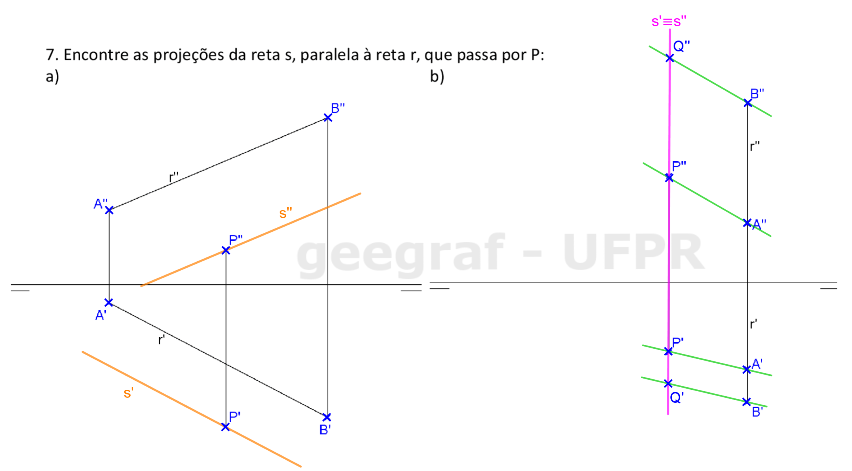 s'≡s"
7. Encontre as projeções da reta s, paralela à reta r, que passa por P:
a)
b)
Q"
B"
B"
r"
r"
P"
A"
s"
P"
A"
geegraf - UFPR
A'
r'
r'
P'
A'
s'
Q'
P'
B'
B'